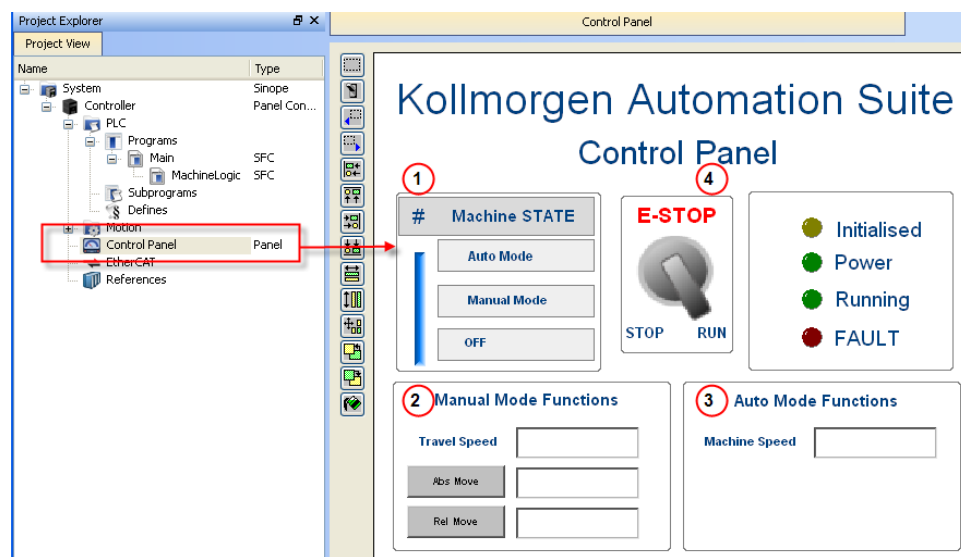 Project Explorer
Project View
Name Type
System Sinope
Controller Panel Con...
PLC
Programs
Main SFC
MachineLogic SFC
Subprograms
Defines
Motion
Control Panel Panel
EtherCAT
References
Control Panel
Kollmorgen Automation Suite
Control Panel
1
# Machine STATE
Auto Mode
Manual Mode
OFF
4
E-STOP
STOP RUN
Initialised
Power
Running
FAULT
2 Manual Mode Functions
Travel Speed
Abs Move
Rel Move
3 Auto Mode Functions
Machine Speed